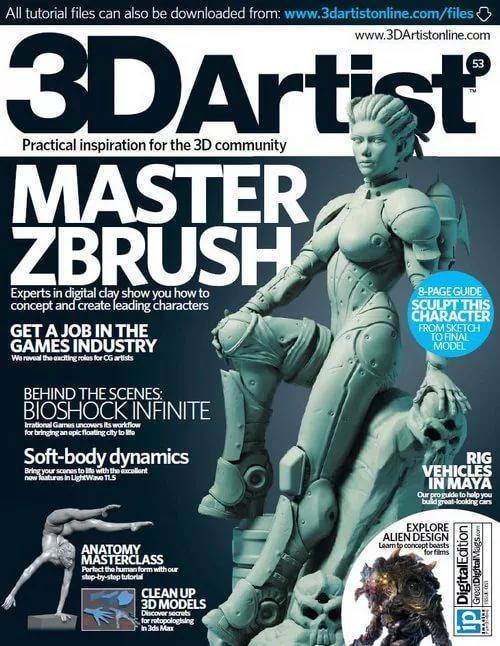 All tutorial files can also be downloaded from: www.3dartistonline.com/files
www.3DArtistonline.com
3DArtist
53
TM
Practical inspiration for the 3D community
MASTER
ZBRUSH
Experts in digital clay show you how to
concept and create leading characters
8-PAGE GUIDE
SCULPT THIS
CHARACTER
FROM SKETCH
TO FINAL
MODEL
GET A JOB IN THE
GAMES INDUSTRY
We reveal the exciting roles for CG artists
BEHIND THE SCENES:
BIOSHOCK INFINITE
Irrational Games uncovers its workflow
for bringing an epic floating city to life
Soft-body dynamics
Bring your scenes to life with the excellent
new features in LightWave 11.5
RIG
VEHICLES
IN MAYA
Our pro guide to help you
build great-looking cars
EXPLORE
ALIEN DESIGN
Learn to concept beasts
for films
ANATOMY
MASTERCLASS
Perfect the human form with our
step-by-step tutorial
CLEAN UP
3D MODELS
Discover secrets
for retopologising
in 3ds Max
ip
DigitalEdition
GreatDigitalMags.com